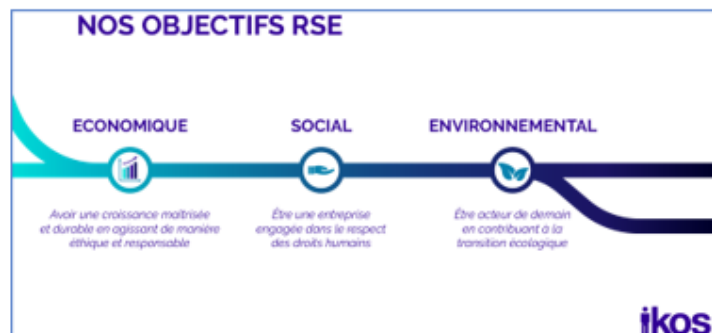 NOS OBJECTIFS RSE
ECONOMIQUE
Avoir une croissance maîtrisée
et durable en agissant de manière
éthique et responsable
SOCIAL
Être une entreprise
engagée dans le respect
des droits humains
ENVIRONNEMENTAL
Être acteur de demain
en contribuant à la
transition écologique
ikos